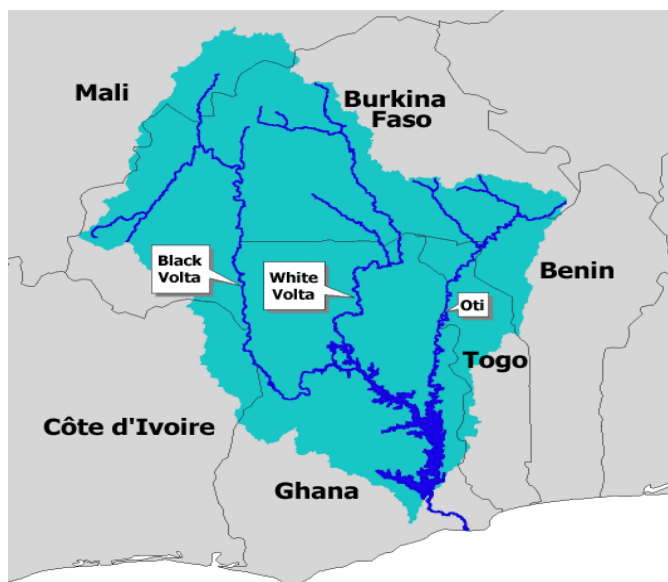 Mali
Burkina
Faso
Black
Volta
White
Volta
Benin
Oti
Togo
Côte d'Ivoire
Ghana